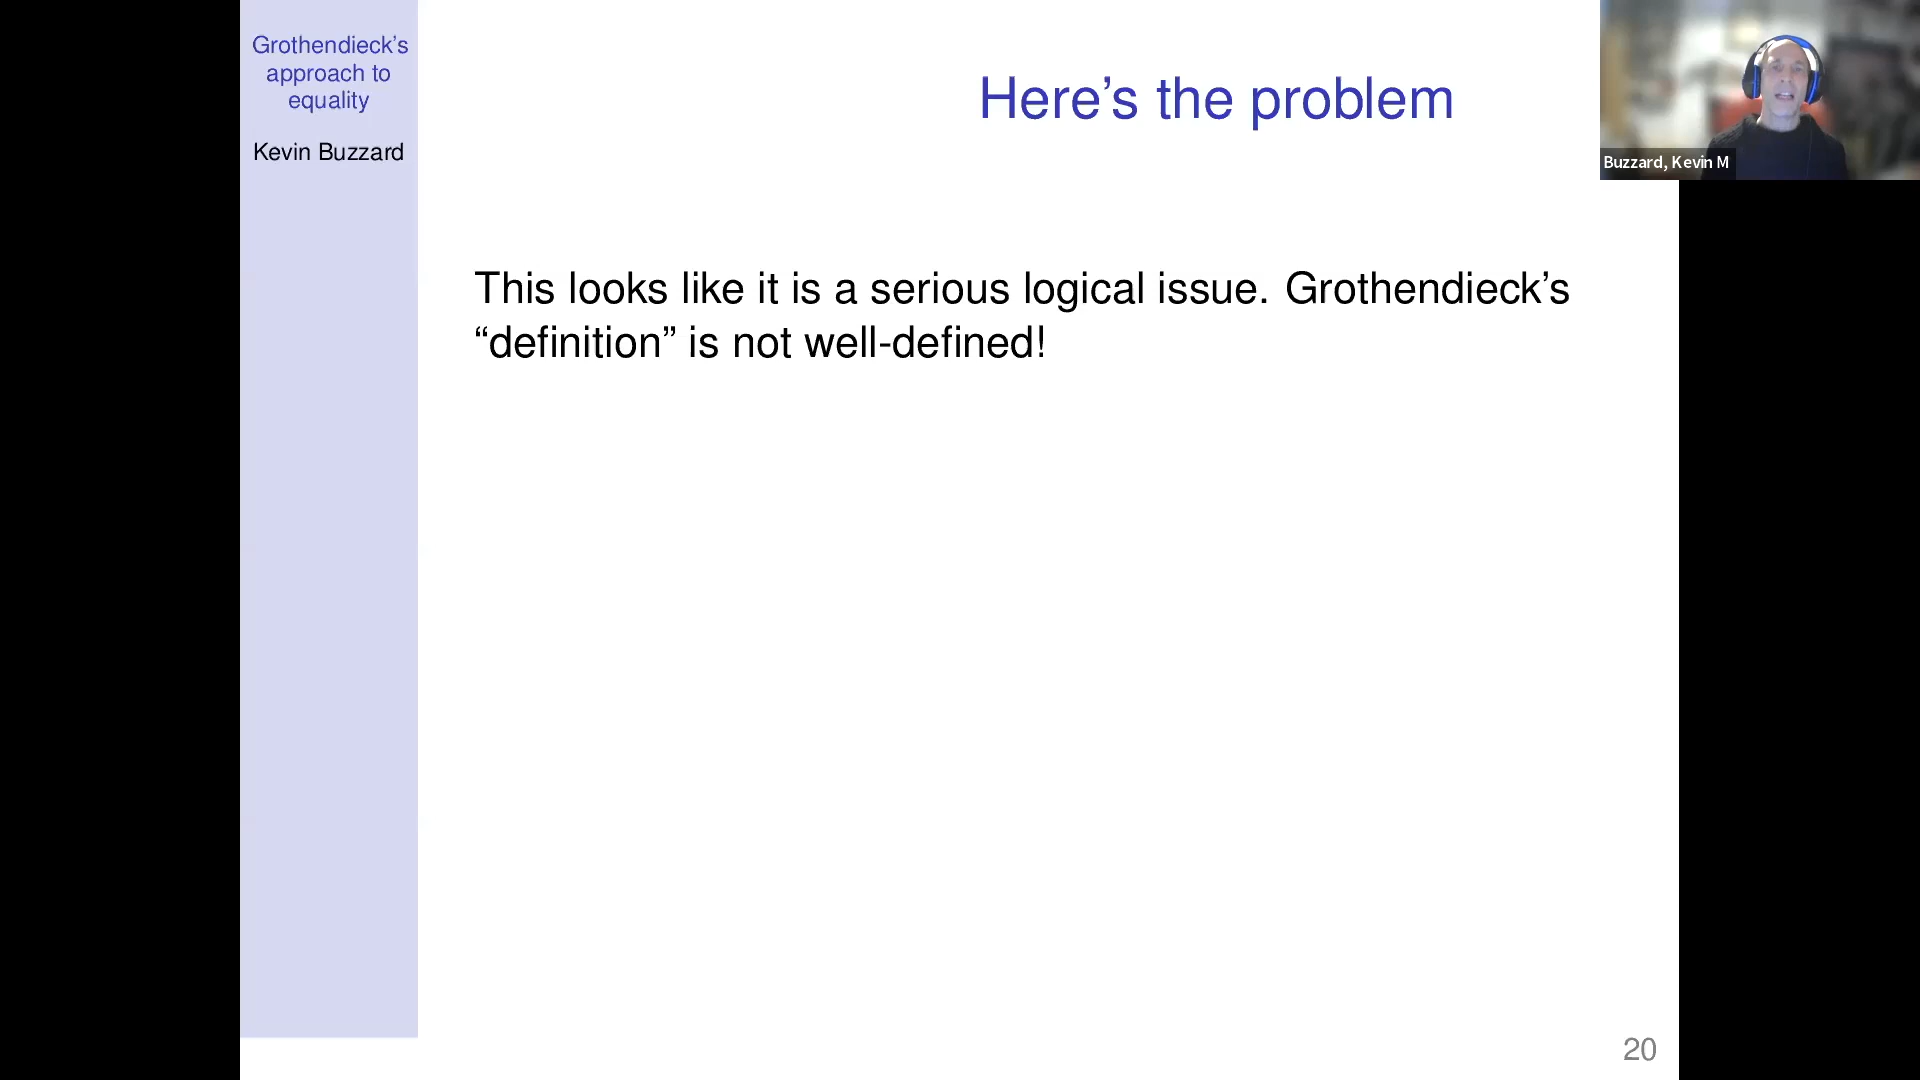 Grothendieck’s
approach to
equality
Kevin Buzzard
Here’s the problem
Buzzard, Kevin M
This looks like it is a serious logical issue. Grothendieck’s
“definition” is not well-defined!
20